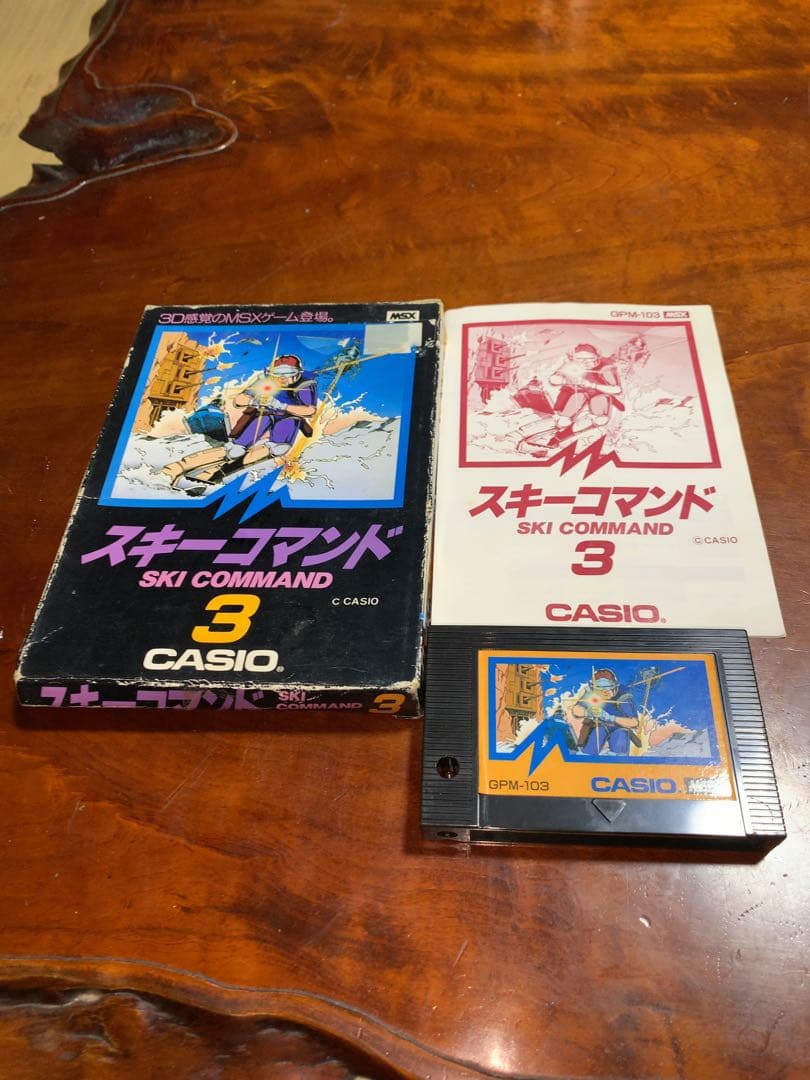 3D感覚のMSXゲーム登場。
MSX
スキーコマンド
SKI COMMAND
3
C CASIO
CASIO®
スキーコマンド
SKI
COMMAND
3
GPM-103 MSX
スキーコマンド
SKI COMMAND
3
©CASIO
CASIO®
GPM-103
CASIO®
MSX